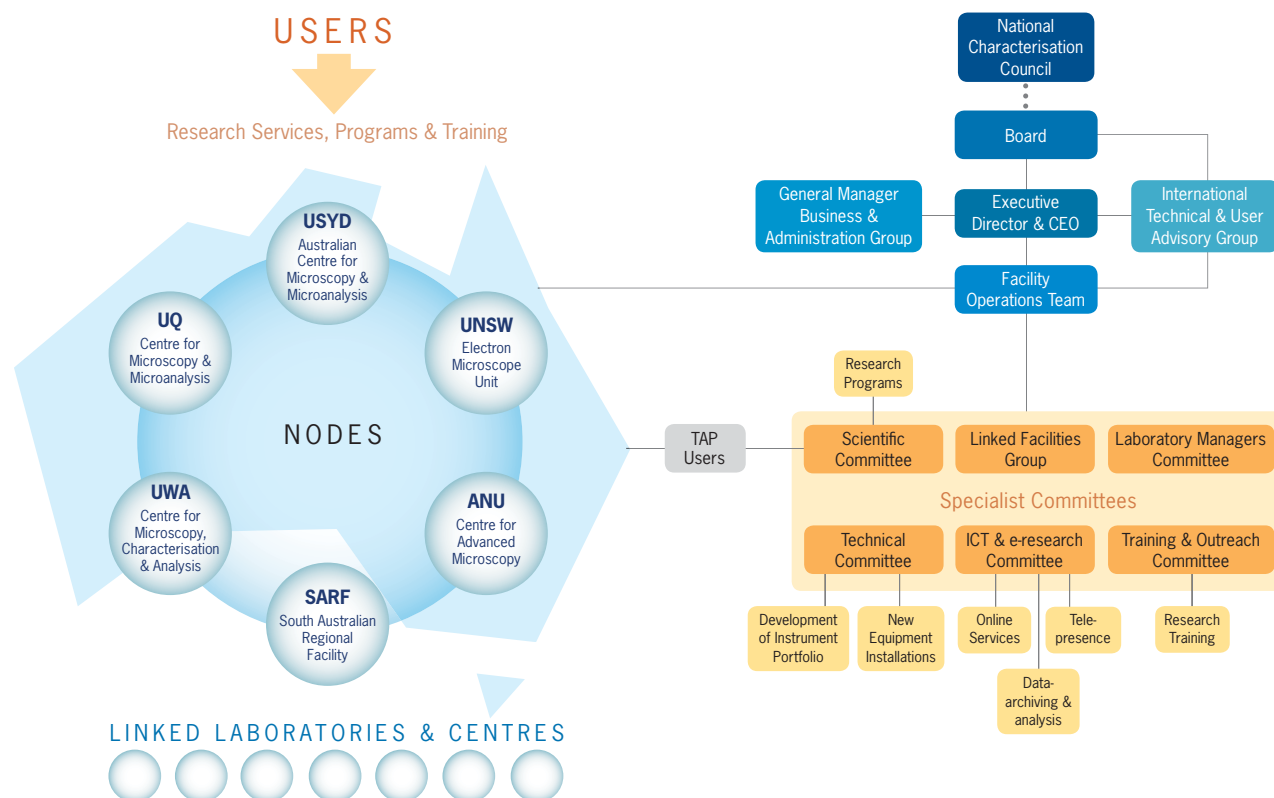 USERS
Research Services, Programs & Training
USYD
Australian
Centre for
Microscopy &
Microanalysis
UQ
Centre for
Microscopy &
Microanalysis
UNSW
Electron
Microscope
Unit
NODES
UWA
Centre for
Microscopy,
Characterisation
& Analysis
ANU
Centre for
Advanced
Microscopy
SARF
South Australian
Regional
Facility
LINKED LABORATORIES & CENTRES
National
Characterisation
Council
Board
General Manager
Business &
Administration Group
Executive
Director & CEO
International
Technical & User
Advisory Group
Facility
Operations Team
Research
Programs
TAP
Users
Scientific
Committee
Linked Facilities
Group
Laboratory Managers
Committee
Specialist Committees
Technical
Committee
ICT & e-research
Committee
Training & Outreach
Committee
Development
of Instrument
Portfolio
New
Equipment
Installations
Online
Services
Tele-
presence
Research
Training
Data-
archiving &
analysis